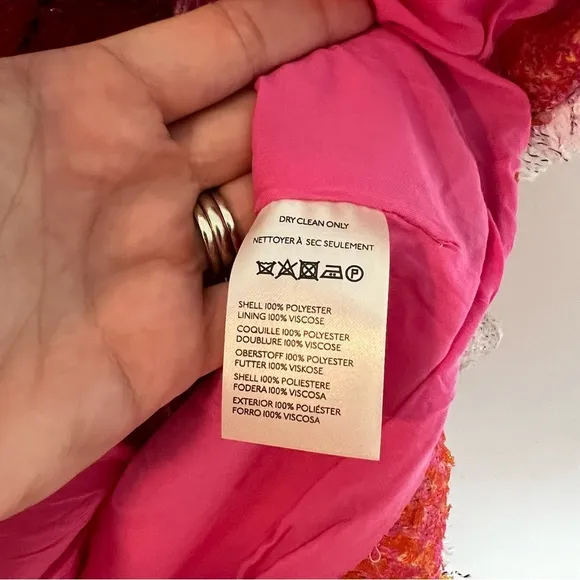 DRY CLEAN ONLY
NETTOYER À SEC SEULEMENT
P
SHELL 100% POLYESTER
LINING 100% VISCOSE
COQUILLE 100% POLYESTER
DOUBLURE 100% VISCOSE
OBERSTOFF 100% POLYESTER
FUTTER 100% VISKOSE
SHELL 100% POLIESTERE
FODERA 100% VISCOSA
EXTERIOR 100% POLIÉSTER
FORRO 100% VISCOSA